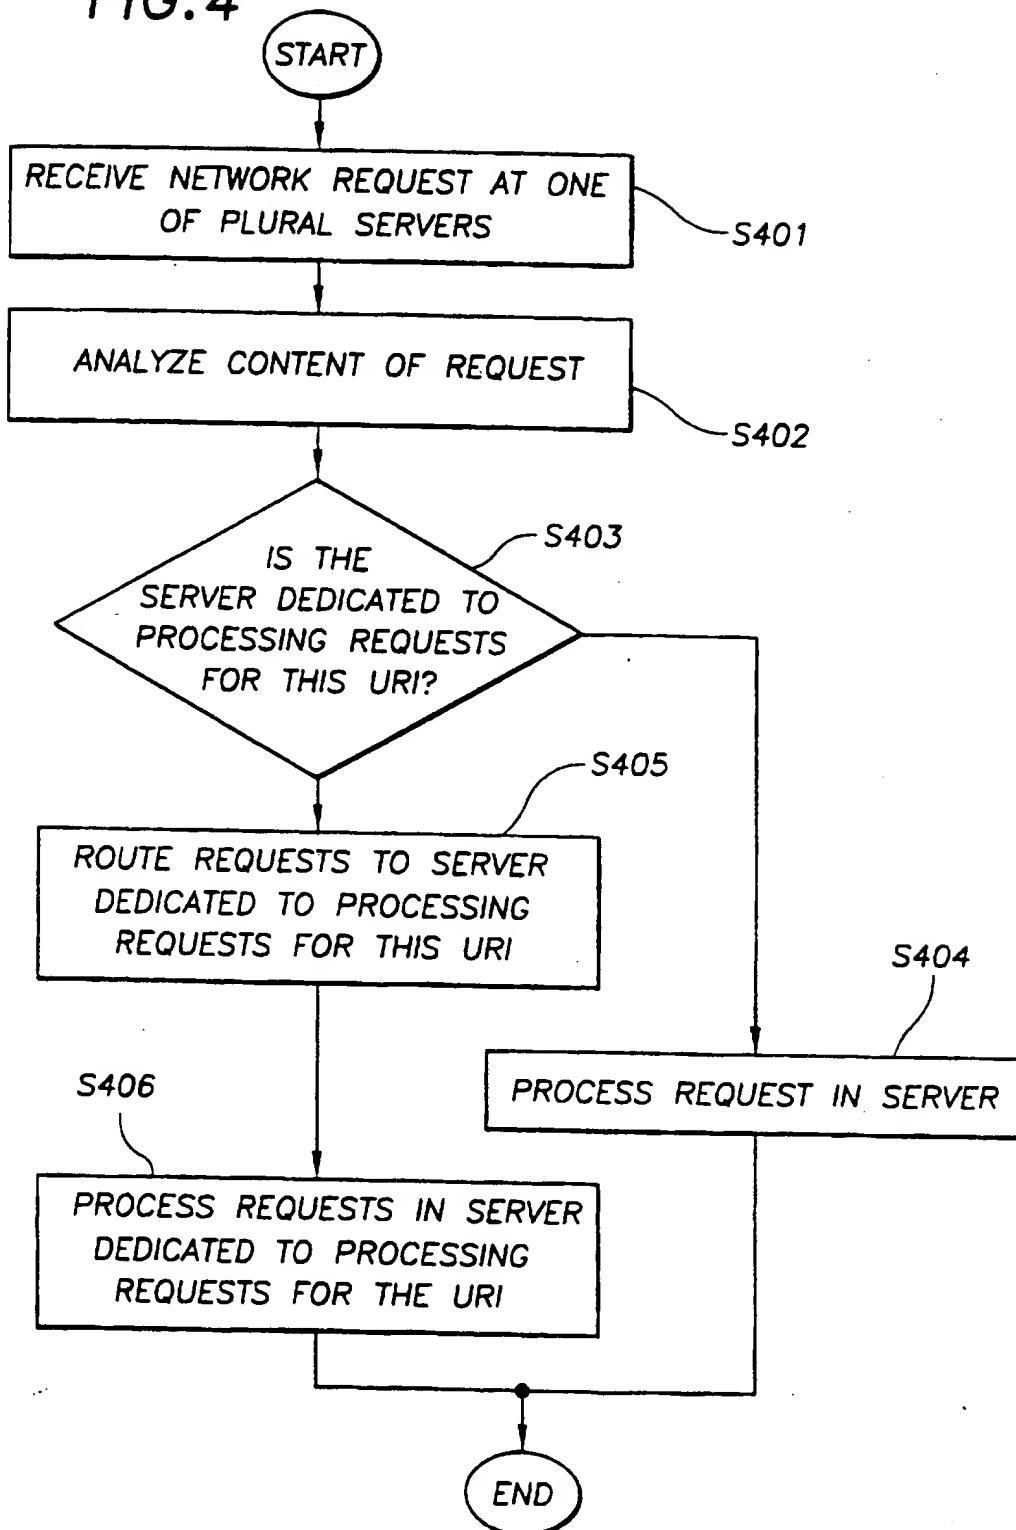 FIG.4
START
RECEIVE NETWORK REQUEST AT ONE
OF PLURAL SERVERS
S401
ANALYZE CONTENT OF REQUEST
S402
S403
IS THE
SERVER DEDICATED TO
PROCESSING REQUESTS
FOR THIS URI?
S405
ROUTE REQUESTS TO SERVER
DEDICATED TO PROCESSING
REQUESTS FOR THIS URI
S404
PROCESS REQUEST IN SERVER
S406
PROCESS REQUESTS IN SERVER
DEDICATED TO PROCESSING
REQUESTS FOR THE URI
END